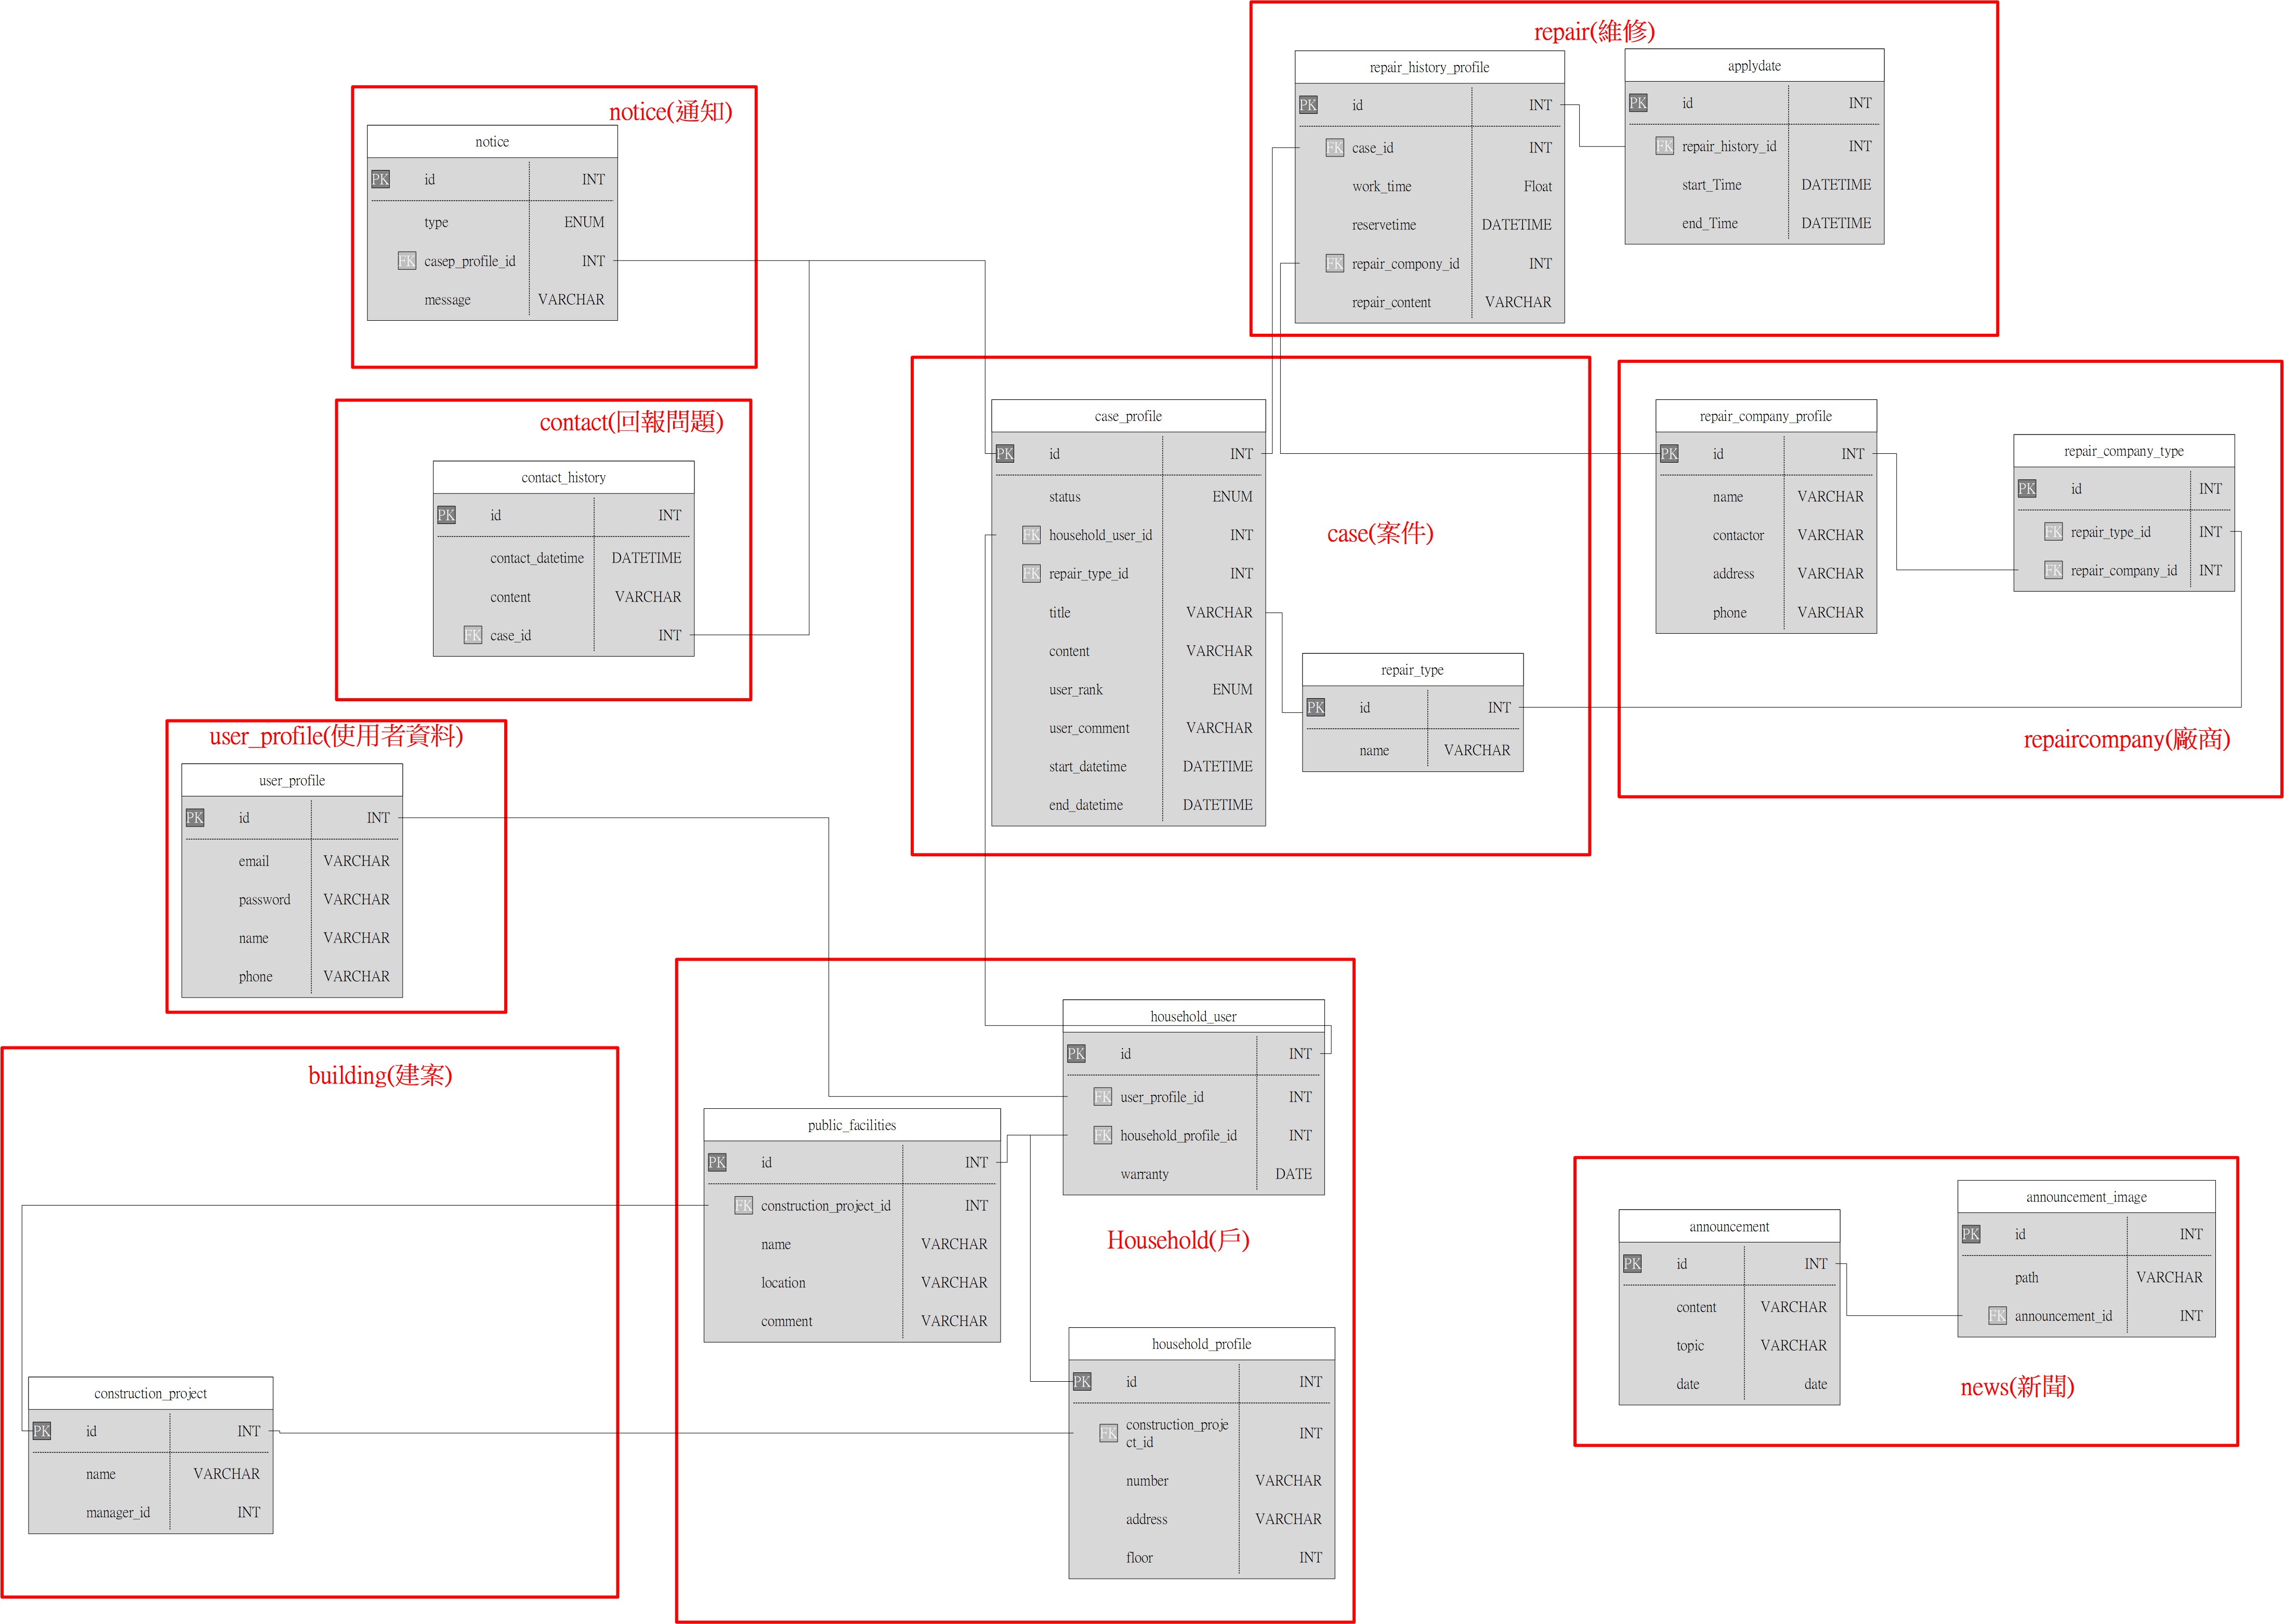 repair(維修)
repair_history_profile
PK id INT
FK case_id INT
work_time Float
reservetime DATETIME
FK repair_compony_id INT
repair_content VARCHAR
applydate
PK id INT
FK repair_history_id INT
start_Time DATETIME
end_Time DATETIME
notice(通知)
notice
PK id INT
type ENUM
FK casep_profile_id INT
message VARCHAR
contact(回報問題)
contact_history
PK id INT
contact_datetime DATETIME
content VARCHAR
FK case_id INT
case_profile
PK id INT
status ENUM
FK household_user_id INT
FK repair_type_id INT
title VARCHAR
content VARCHAR
user_rank ENUM
user_comment VARCHAR
start_datetime DATETIME
end_datetime DATETIME
case(案件)
repair_type
PK id INT
name VARCHAR
repair_company_profile
PK id INT
name VARCHAR
contactor VARCHAR
address VARCHAR
phone VARCHAR
repair_company_type
PK id INT
FK repair_type_id INT
FK repair_company_id INT
repaircompany(廠商)
user_profile(使用者資料)
user_profile
PK id INT
email VARCHAR
password VARCHAR
name VARCHAR
phone VARCHAR
building(建案)
construction_project
PK id INT
name VARCHAR
manager_id INT
household_user
PK id INT
FK user_profile_id INT
FK household_profile_id INT
warranty DATE
public_facilities
PK id INT
FK construction_project_id INT
name VARCHAR
location VARCHAR
comment VARCHAR
Household(戶)
household_profile
PK id INT
FK construction_proje
ct_id INT
number VARCHAR
address VARCHAR
floor INT
announcement
PK id INT
content VARCHAR
topic VARCHAR
date date
announcement_image
PK id INT
path VARCHAR
FK announcement_id INT
news(新聞)